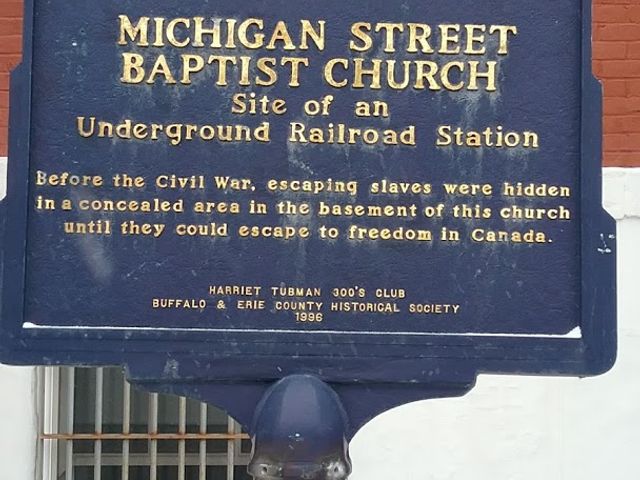 MICHIGAN STREET
BAPTIST CHURCH
Site of an
Underground Railroad Station
Before the Civil War, escaping slaves were hidden
in a concealed area in the basement of this church
until they could escape to freedom in Canada.
HARRIET TUBMAN 300'S CLUB
BUFFALO & ERIE COUNTY HISTORICAL SOCIETY
1996